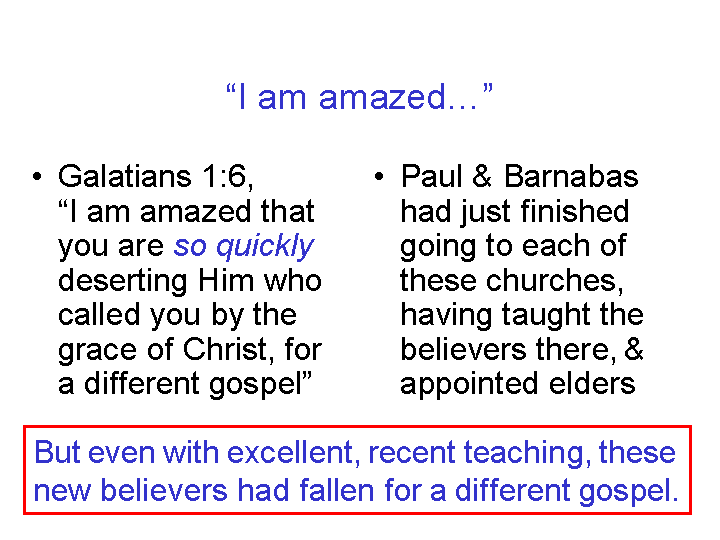 “I am amazed…”
• Galatians 1:6,
“I am amazed that
you are so quickly
deserting Him who
called you by the
grace of Christ, for
a different gospel”
• Paul & Barnabas
had just finished
going to each of
these churches,
having taught the
believers there, &
appointed elders
But even with excellent, recent teaching, these
new believers had fallen for a different gospel.